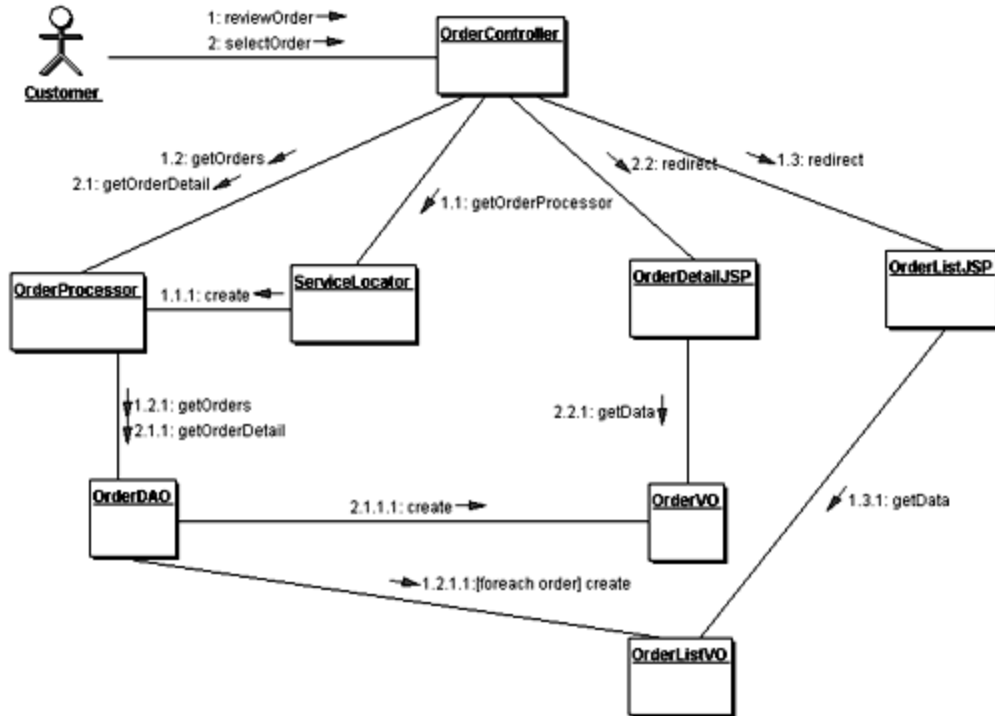 1: reviewOrder
2: selectOrder
OrderController
Customer
1.2: getOrders
2.1: getOrderDetail
2.2: redirect
1.3: redirect
1.1: getOrderProcessor
OrderProcessor
1.1.1: create
ServiceLocator
OrderDetailJSP
OrderListJSP
1.2.1: getOrders
2.1.1: getOrderDetail
2.2.1: getData
OrderDAO
2.1.1.1: create
OrderVO
1.3.1: getData
1.2.1.1:[foreach order] create
OrderListVO